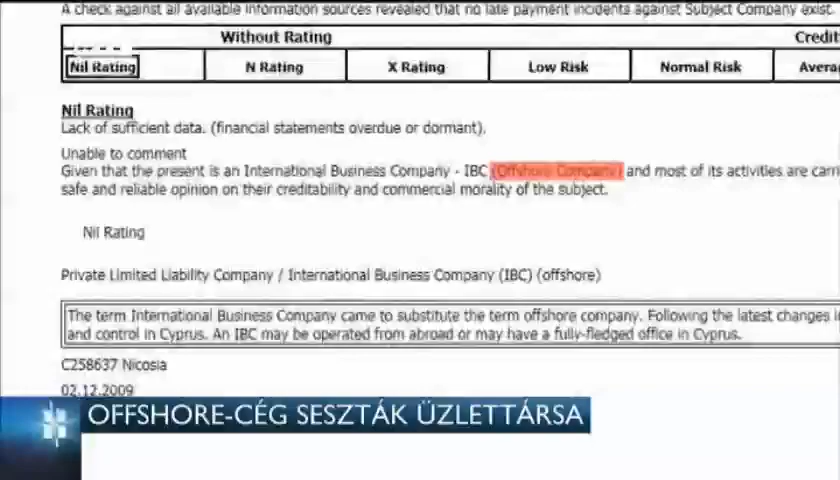 A check against all available information sources revealed that no late payment incidents against Subject Company exist.
Without Rating Credit
Nil Rating N Rating X Rating Low Risk Normal Risk Avera
Nil Rating
Lack of sufficient data. (financial statements overdue or dormant).
Unable to comment
Given that the present is an International Business Company - IBC (Offshore Company) and most of its activities are carri
safe and reliable opinion on their creditability and commercial morality of the subject.
Nil Rating
Private Limited Liability Company / International Business Company (IBC) (offshore)
The term International Business Company came to substitute the term offshore company. Following the latest changes i
and control in Cyprus. An IBC may be operated from abroad or may have a fully-fledged office in Cyprus.
C258637 Nicosia
02.12.2009
OFFSHORE-CÉG SESZTÁK ÜZLETTÁRSA